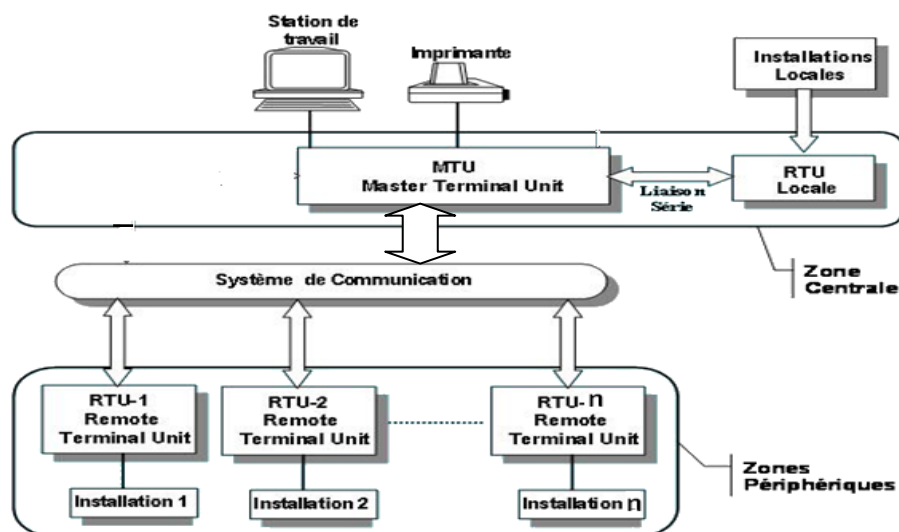 Station de
travail
Imprimante
Installations
Locales
MTU
Master Terminal Unit
Liaison
Série
RTU
Locale
Système de Communication
Zone
Centrale
RTU-1
Remote
Terminal Unit
RTU-2
Remote
Terminal Unit
RTU-n
Remote
Terminal Unit
Installation 1
Installation 2
Installation n
Zones
Périphériques